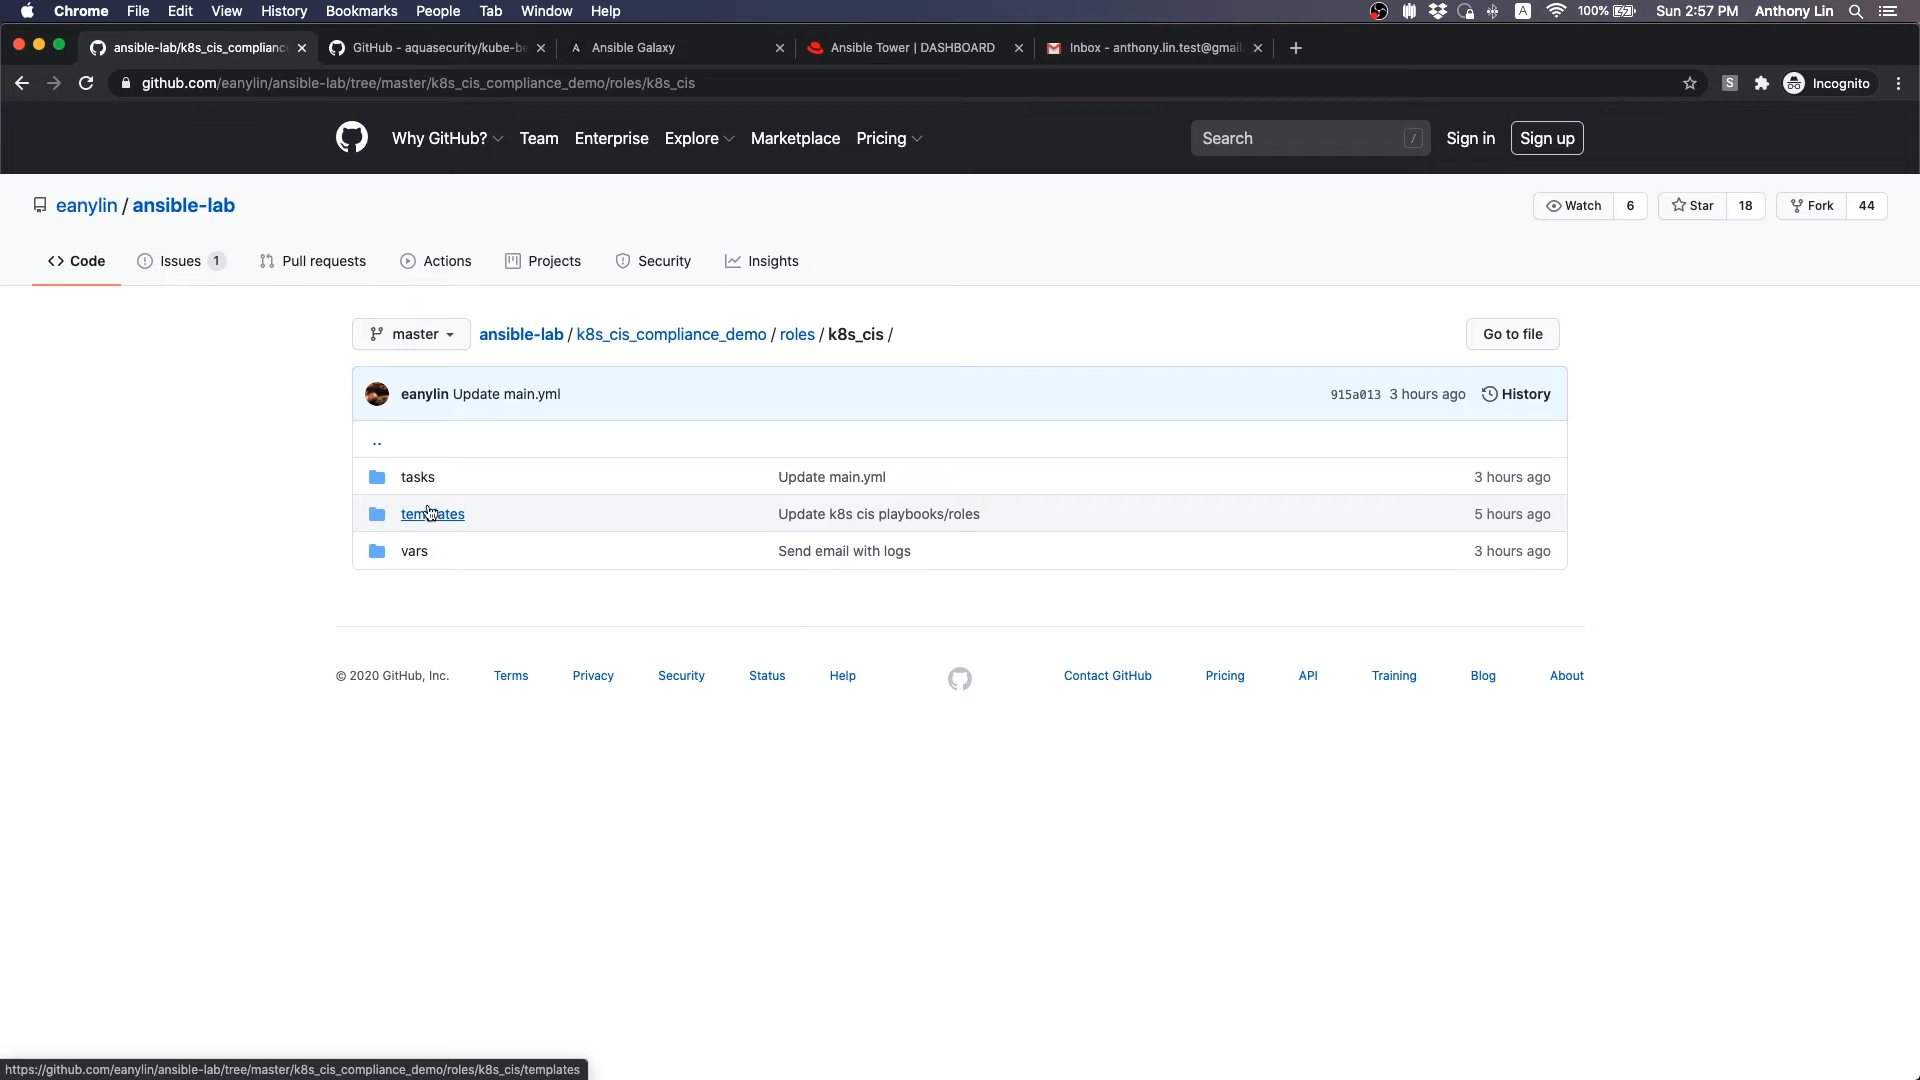 Chrome File Edit View History Bookmarks People Tab Window Help A 100% Sun 2:57 PM Anthony Lin
ansible-lab/k8s_cis_complianc GitHub - aquasecurity/kube-be A Ansible Galaxy Ansible Tower | DASHBOARD Inbox - anthony.lin.test@gmail.
github.com/eanylin/ansible-lab/tree/master/k8s_cis_compliance_demo/roles/k8s_cis S Incognito
Why GitHub? Team Enterprise Explore Marketplace Pricing Search / Sign in Sign up
eanylin / ansible-lab Watch 6 Star 18 Fork 44
Code Issues 1 Pull requests Actions Projects Security Insights
master ansible-lab / k8s_cis_compliance_demo / roles / k8s_cis / Go to file
eanylin Update main.yml 915a013 3 hours ago History
..
tasks Update main.yml 3 hours ago
templates Update k8s cis playbooks/roles 5 hours ago
vars Send email with logs 3 hours ago
© 2020 GitHub, Inc. Terms Privacy Security Status Help Contact GitHub Pricing API Training Blog About
https://github.com/eanylin/ansible-lab/tree/master/k8s_cis_compliance_demo/roles/k8s_cis/templates